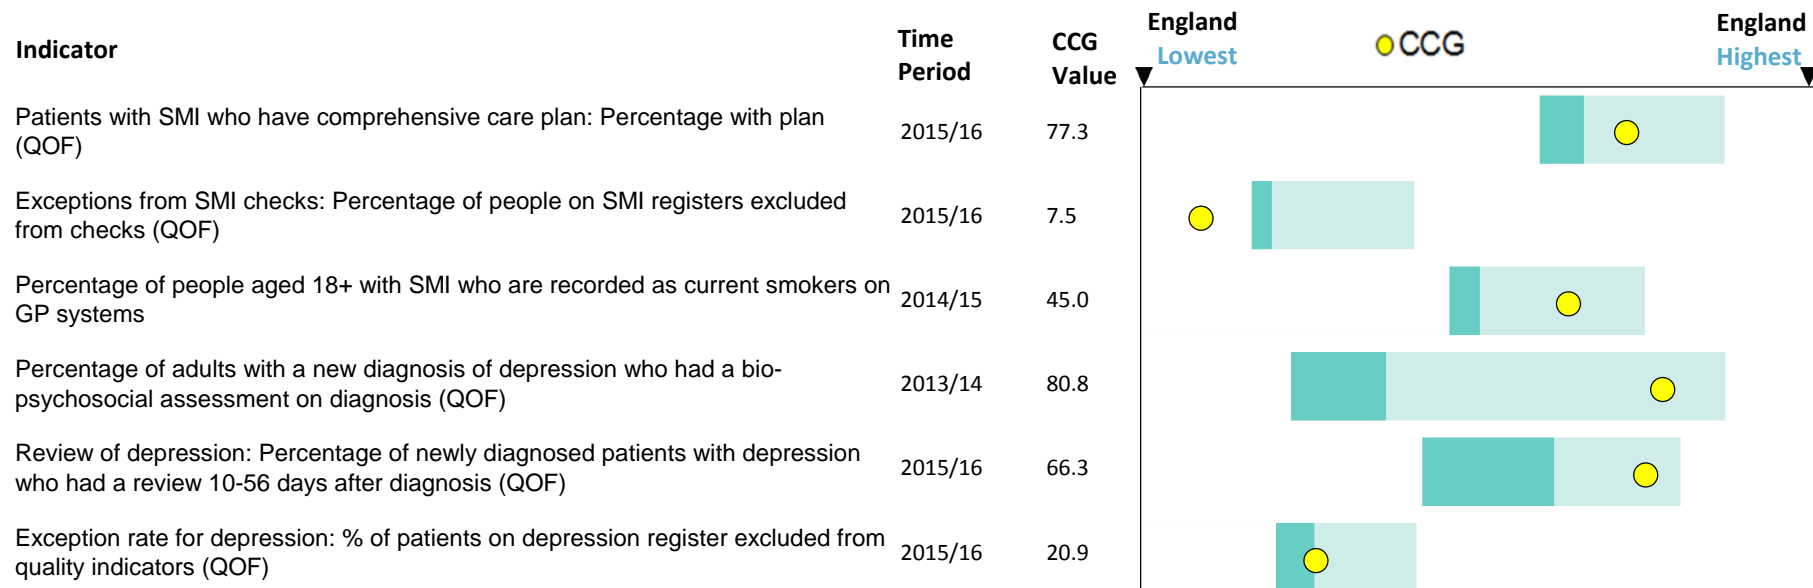 Indicator
Time
Period
CCG
Value
England
Lowest
CCG
England
Highest
Patients with SMI who have comprehensive care plan: Percentage with plan
(QOF)
2015/16
77.3
Exceptions from SMI checks: Percentage of people on SMI registers excluded
from checks (QOF)
2015/16
7.5
Percentage of people aged 18+ with SMI who are recorded as current smokers on
GP systems
2014/15
45.0
Percentage of adults with a new diagnosis of depression who had a bio-
psychosocial assessment on diagnosis (QOF)
2013/14
80.8
Review of depression: Percentage of newly diagnosed patients with depression
who had a review 10-56 days after diagnosis (QOF)
2015/16
66.3
Exception rate for depression: % of patients on depression register excluded from
quality indicators (QOF)
2015/16
20.9